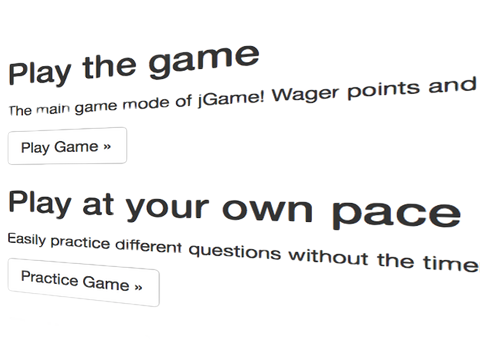 Play the game
The main game mode of jGame! Wager points and
Play Game »
Play at your own pace
Easily practice different questions without the time
Practice Game »